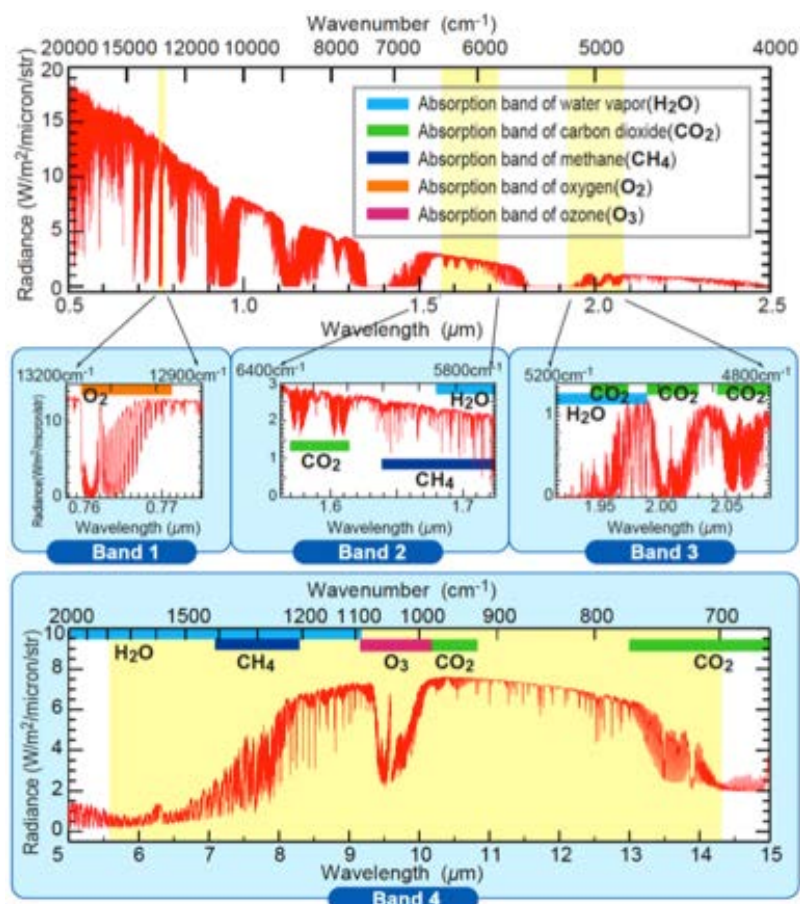 Wavenumber (cm-1)
20000 15000 12000 10000 8000 7000 6000 5000 4000
20
15
10
5
0
Radiance (W/m2/micron/str)
Absorption band of water vapor(H2O)
Absorption band of carbon dioxide(CO2)
Absorption band of methane(CH4)
Absorption band of oxygen(O2)
Absorption band of ozone(O3)
0.5 1.0 1.5 2.0 2.5
Wavelength (μm)
13200cm-1 12900cm-1
O2
10
0
Radiance(W/m2/micron/str)
0.76 0.77
Wavelength (μm)
Band 1
6400cm-1 5800cm-1
3
2
1
0
H2O
CO2
CH4
1.6 1.7
Wavelength (μm)
Band 2
5200cm-1 4800cm-1
CO2 CO2 CO2
H2O
1
0
1.95 2.00 2.05
Wavelength (μm)
Band 3
Wavenumber (cm-1)
2000 1500 1200 1100 1000 900 800 700
10
8
6
4
2
0
Radiance (W/m2/micron/str)
H2O CH4 O3 CO2 CO2
5 6 7 8 9 10 11 12 13 14 15
Wavelength (μm)
Band 4